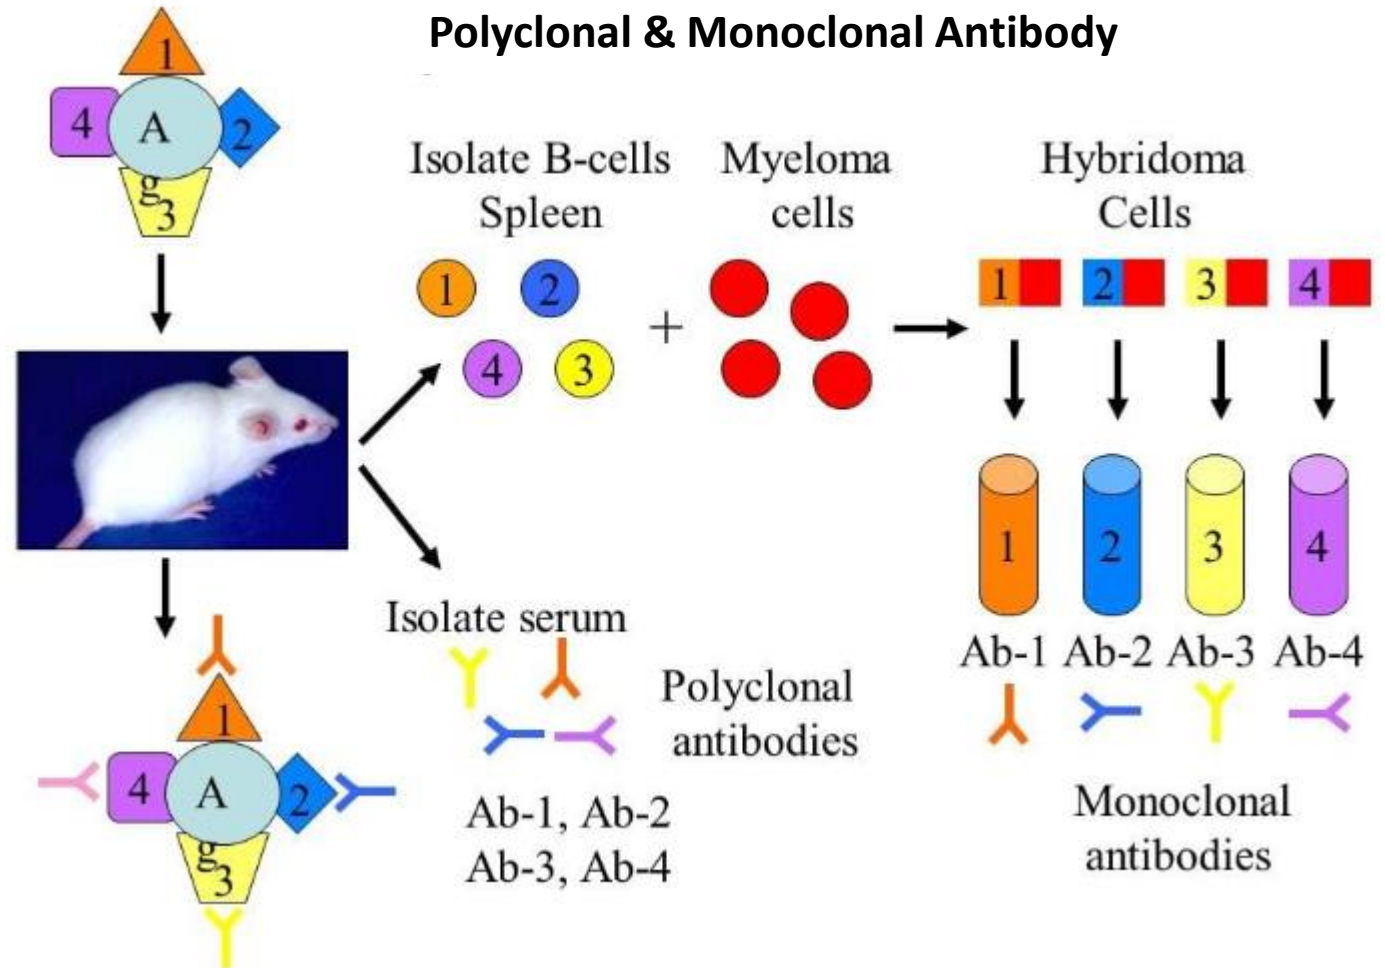 Polyclonal & Monoclonal Antibody
1
4
A
2
g
3
Isolate B-cells
Spleen
Myeloma
cells
Hybridoma
Cells
1
2
4
3
+
1
2
3
4
1
2
3
4
Ab-1 Ab-2 Ab-3 Ab-4
Monoclonal
antibodies
Isolate serum
Polyclonal
antibodies
Ab-1, Ab-2
Ab-3, Ab-4
1
4
A
2
g
3